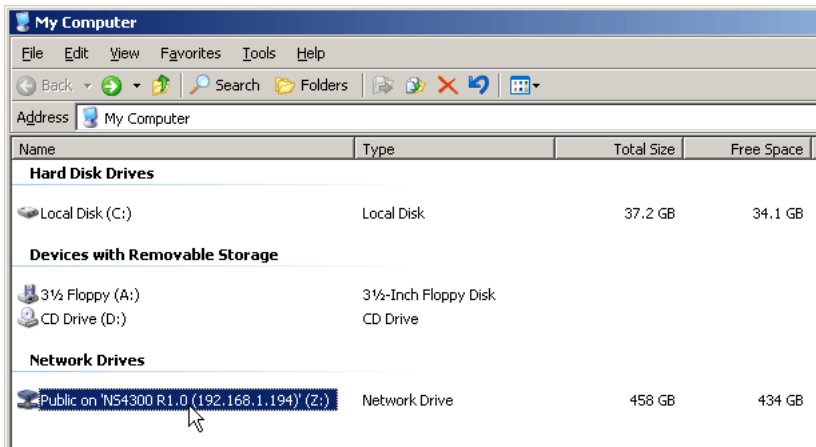 My Computer
File Edit View Favorites Tools Help
Back Search Folders
Address My Computer
Name Type Total Size Free Space
Hard Disk Drives
Local Disk (C:) Local Disk 37.2 GB 34.1 GB
Devices with Removable Storage
3½ Floppy (A:) 3½-Inch Floppy Disk
CD Drive (D:) CD Drive
Network Drives
Public on 'NS4300 R1.0 (192.168.1.194)' (Z:) Network Drive 458 GB 434 GB